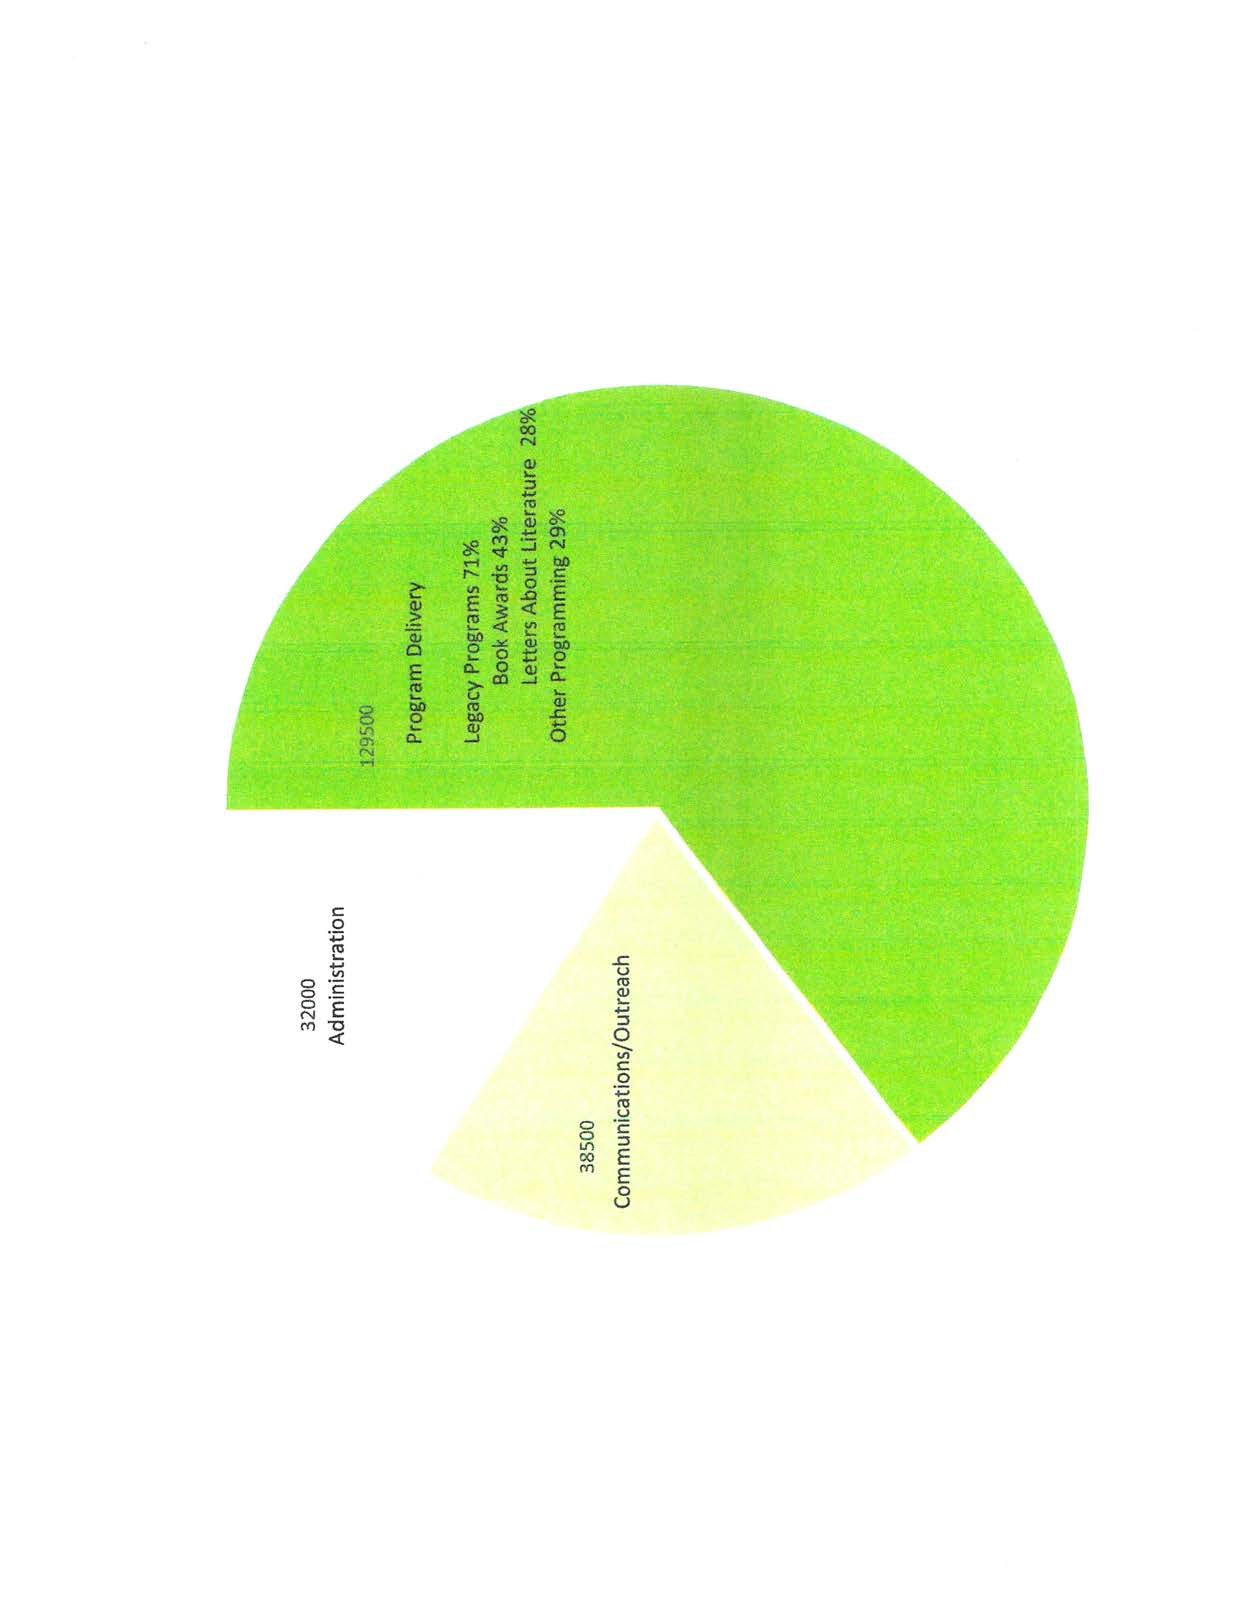 129500
Program Delivery
Legacy Programs 71%
Book Awards 43%
Letters About Literature 28%
Other Programming 29%
32000
Administration
38500
Communications/Outreach